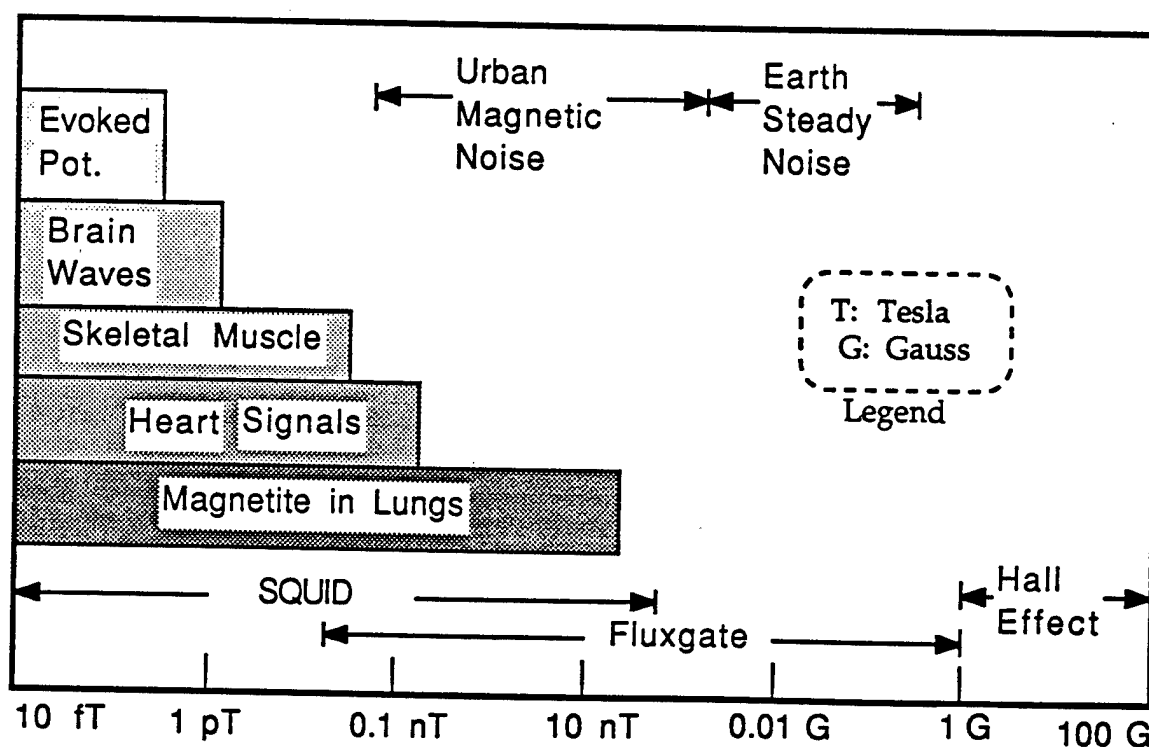 Urban
Magnetic
Noise
Earth
Steady
Noise
Evoked
Pot.
Brain
Waves
Skeletal Muscle
Heart Signals
Magnetite in Lungs
T: Tesla
G: Gauss
Legend
SQUID
Fluxgate
Hall
Effect
10 fT 1 pT 0.1 nT 10 nT 0.01 G 1 G 100 G